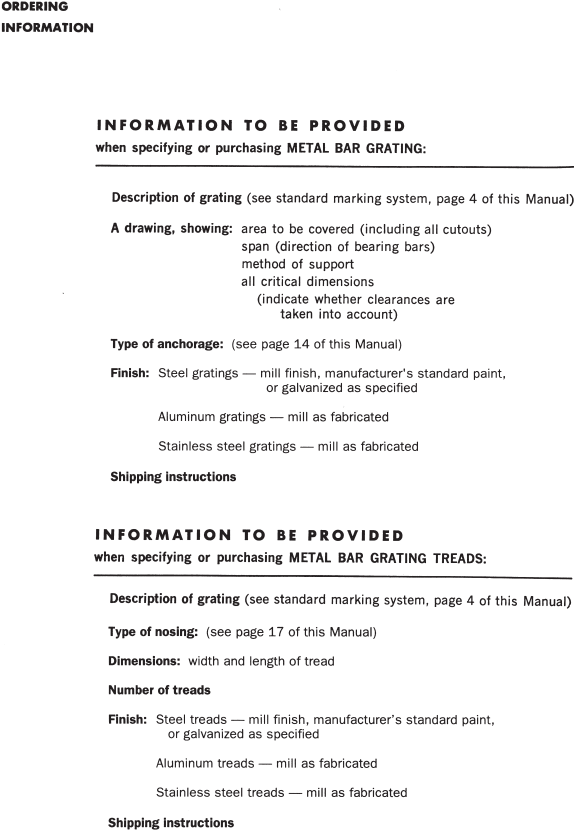 ORDERING
INFORMATION
INFORMATION TO BE PROVIDED
when specifying or purchasing METAL BAR GRATING:
Description of grating (see standard marking system, page 4 of this Manual)
A drawing, showing: area to be covered (including all cutouts)
span (direction of bearing bars)
method of support
all critical dimensions
(indicate whether clearances are
taken into account)
Type of anchorage: (see page 14 of this Manual)
Finish: Steel gratings — mill finish, manufacturer's standard paint,
or galvanized as specified
Aluminum gratings — mill as fabricated
Stainless steel gratings — mill as fabricated
Shipping instructions
INFORMATION TO BE PROVIDED
when specifying or purchasing METAL BAR GRATING TREADS:
Description of grating (see standard marking system, page 4 of this Manual)
Type of nosing: (see page 17 of this Manual)
Dimensions: width and length of tread
Number of treads
Finish: Steel treads — mill finish, manufacturer's standard paint,
or galvanized as specified
Aluminum treads — mill as fabricated
Stainless steel treads — mill as fabricated
Shipping instructions